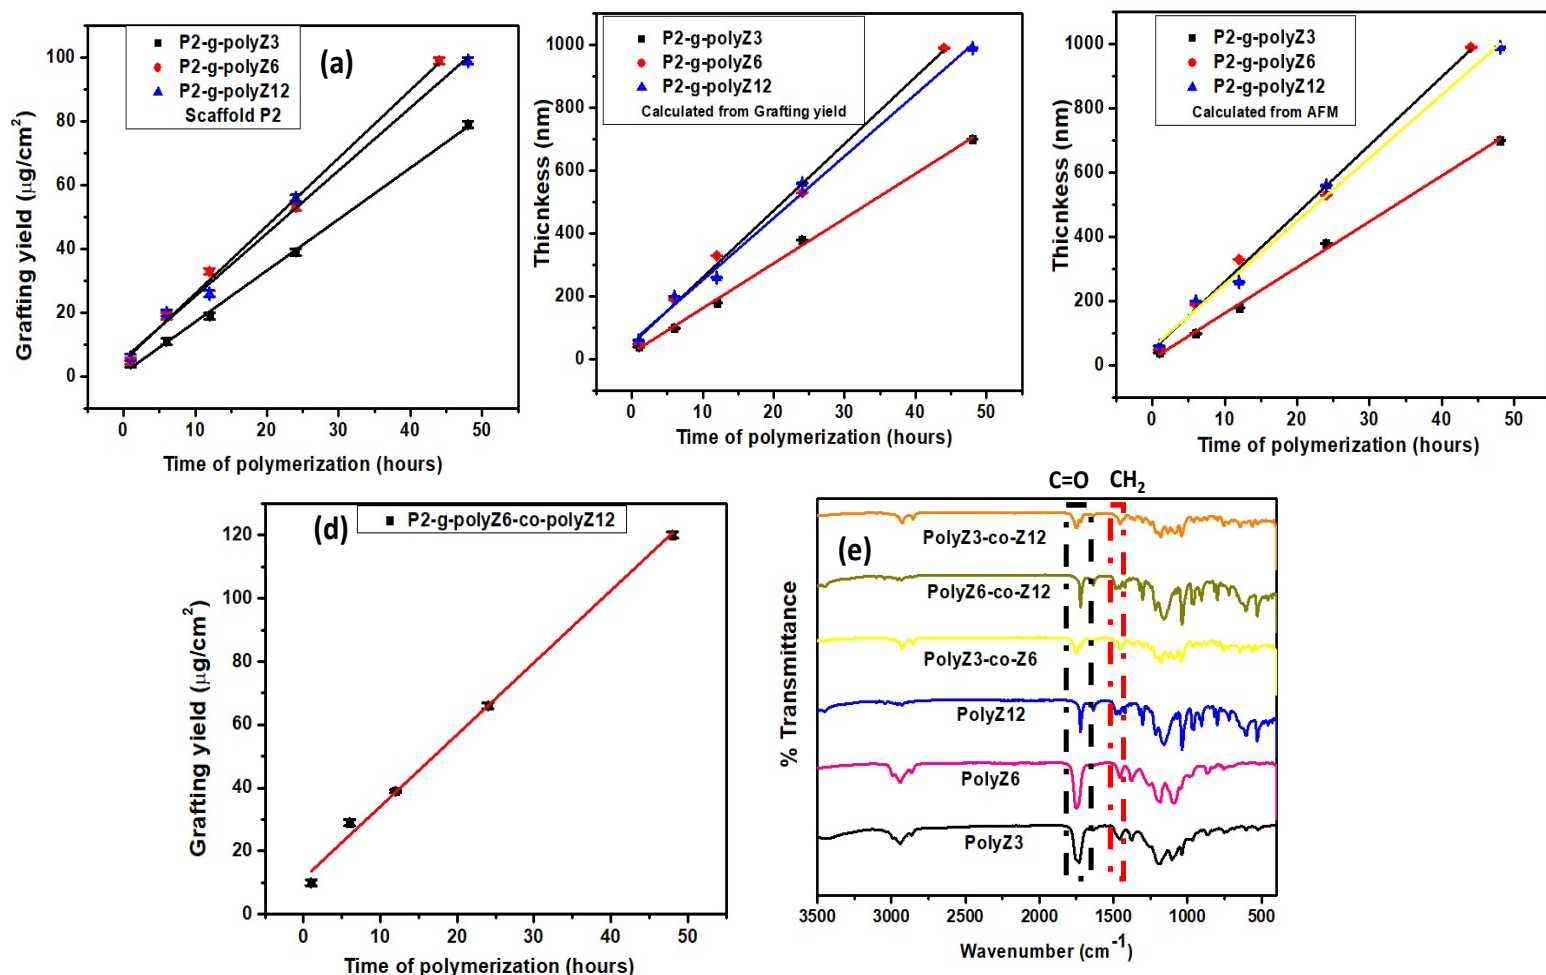 P2-g-polyZ3
P2-g-polyZ6
P2-g-polyZ12
Scaffold P2
(a)
100
80
60
40
20
0
Grafting yield (μg/cm²)
0 10 20 30 40 50
Time of polymerization (hours)
P2-g-polyZ3
P2-g-polyZ6
P2-g-polyZ12
Calculated from Grafting yield
1000
800
600
400
200
0
Thicnkess (nm)
0 10 20 30 40 50
Time of polymerization (hours)
P2-g-polyZ3
P2-g-polyZ6
P2-g-polyZ12
Calculated from AFM
1000
800
600
400
200
0
Thicnkess (nm)
0 10 20 30 40 50
Time of polymerization (hours)
(d)
P2-g-polyZ6-co-polyZ12
120
100
80
60
40
20
0
Grafting yield (μg/cm²)
0 10 20 30 40 50
Time of polymerization (hours)
C=O CH₂
(e)
PolyZ3-co-Z12
PolyZ6-co-Z12
PolyZ3-co-Z6
PolyZ12
PolyZ6
PolyZ3
% Transmittance
3500 3000 2500 2000 1500 1000 500
Wavenumber (cm⁻¹)